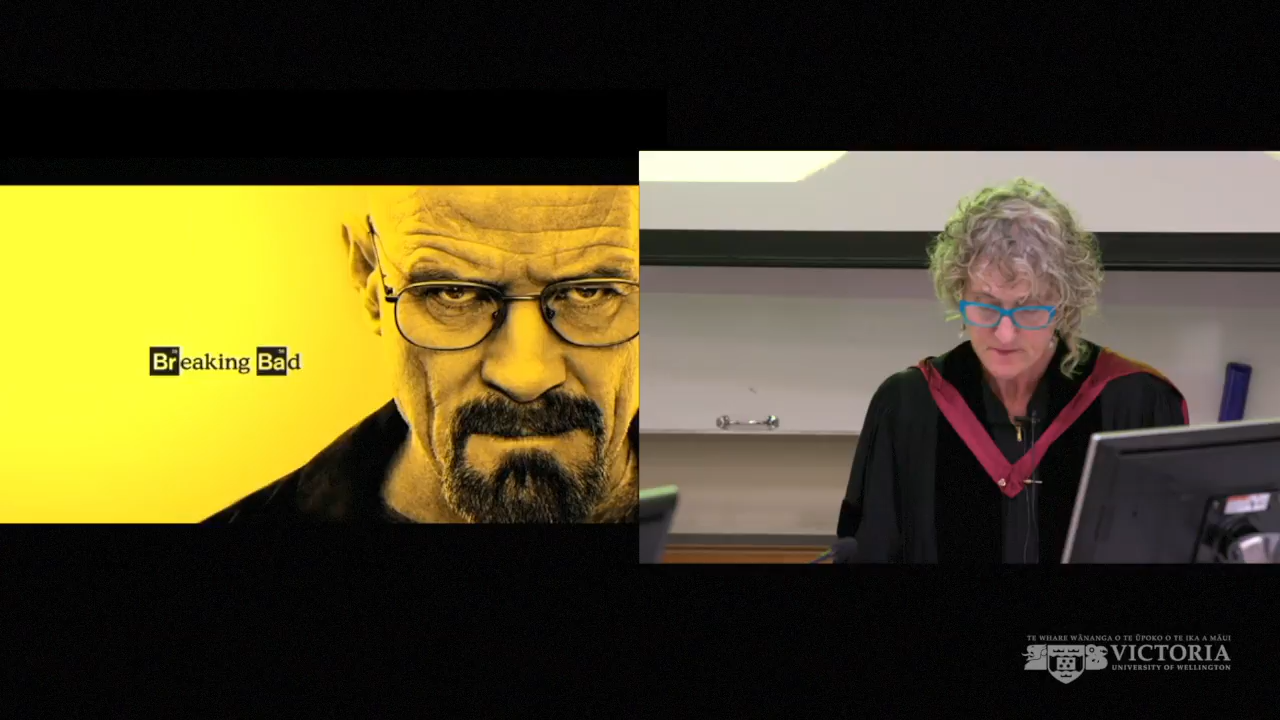 Breaking Bad
TE WHARE WĀNANGA O TE ŪPOKO O TE IKA A MĀUI
VICTORIA
UNIVERSITY OF WELLINGTON